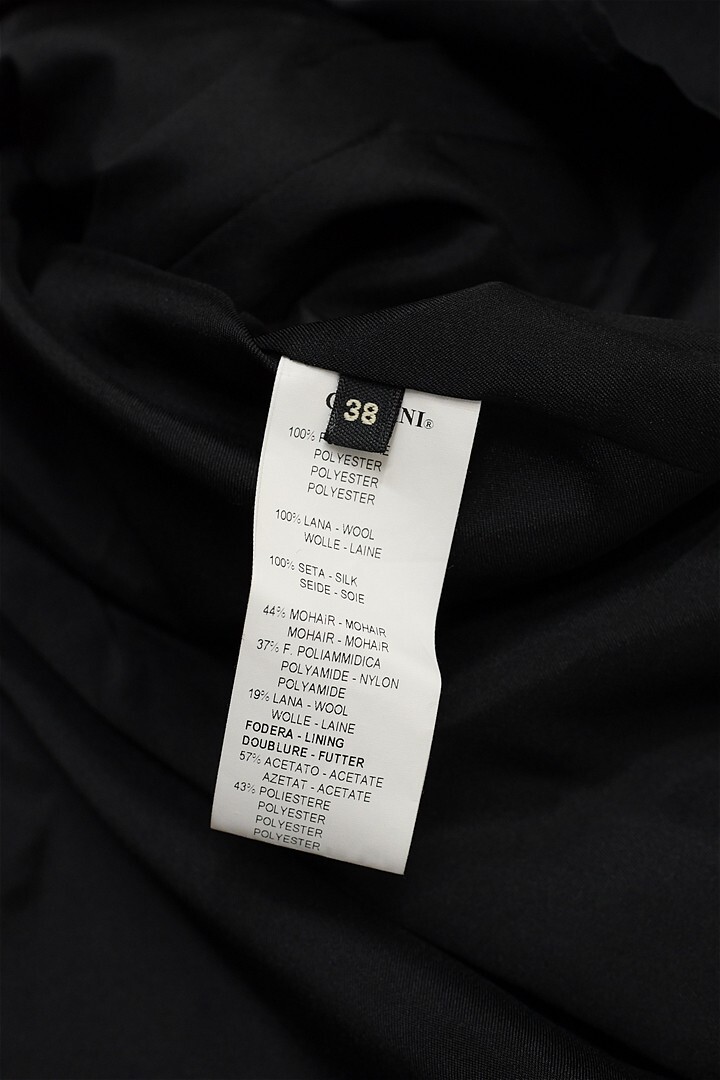 38
NI®
100%
POLYESTER
POLYESTER
POLYESTER
100% LANA - WOOL
WOLLE - LAINE
100% SETA - SILK
SEIDE - SOIE
44% MOHAiR - MOHAIR
MOHAIR - MOHAIR
37% F. POLIAMMIDICA
POLYAMIDE - NYLON
POLYAMIDE
19% LANA - WOOL
WOLLE - LAINE
FODERA - LINING
DOUBLURE - FUTTER
57% ACETATO - ACETATE
AZETAT - ACETATE
43% POLIESTERE
POLYESTER
POLYESTER
POLYESTER